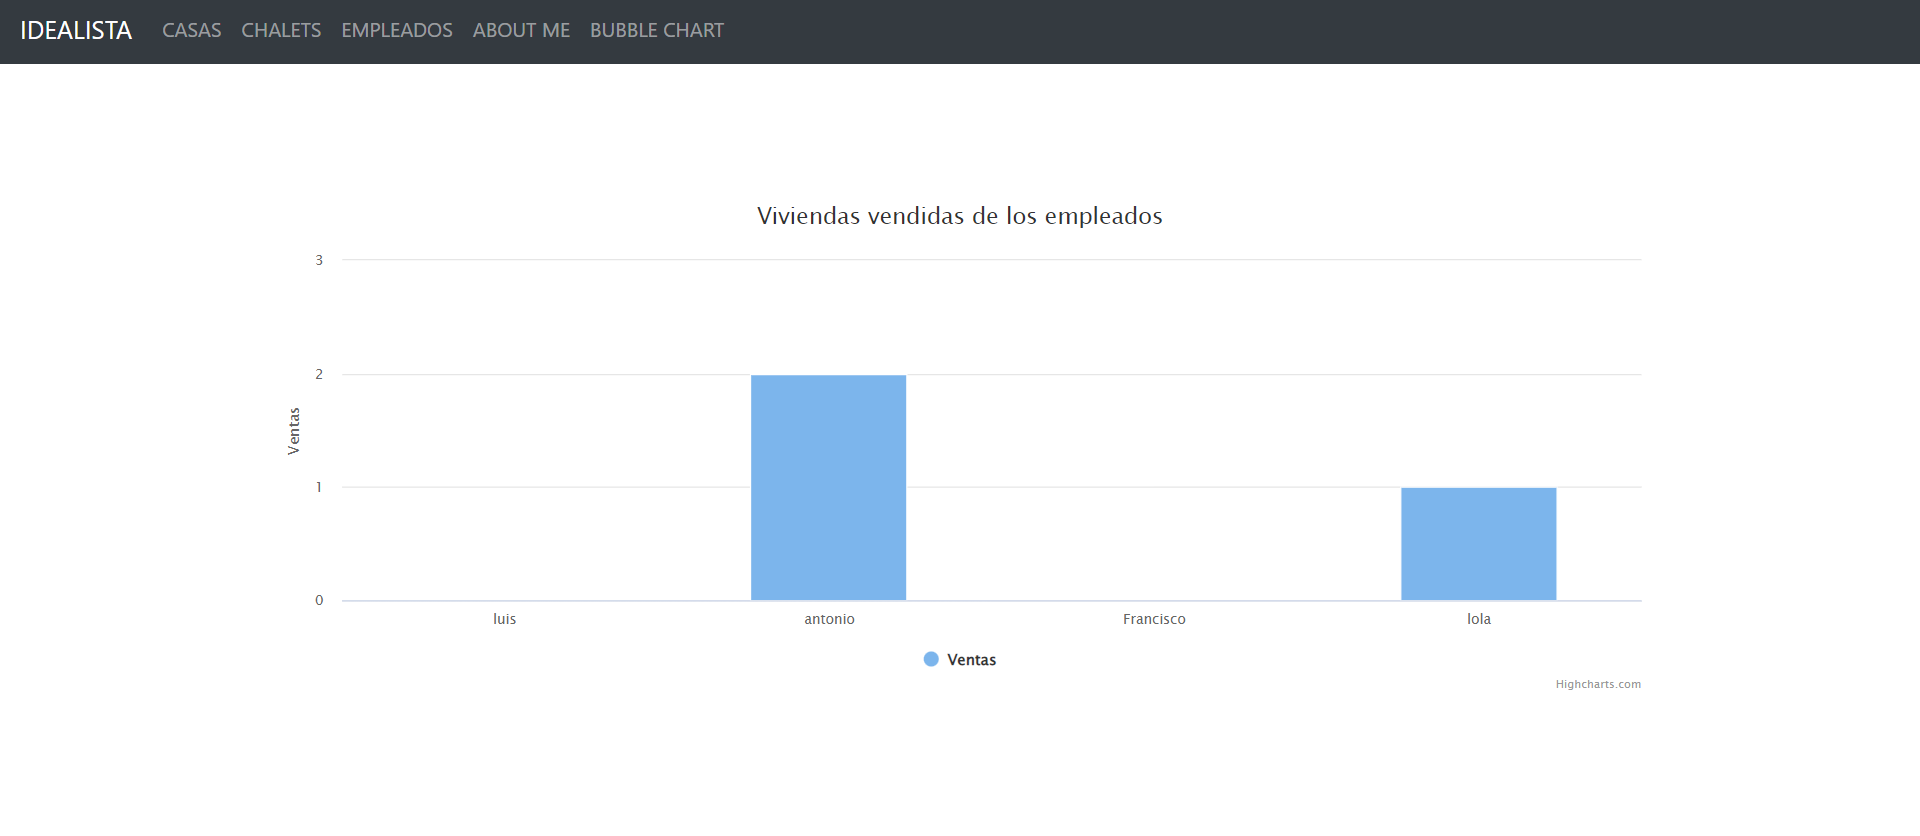 IDEALISTA CASAS CHALETS EMPLEADOS ABOUT ME BUBBLE CHART
Viviendas vendidas de los empleados
3
2
1
0
Ventas
luis antonio Francisco lola
Ventas
Highcharts.com